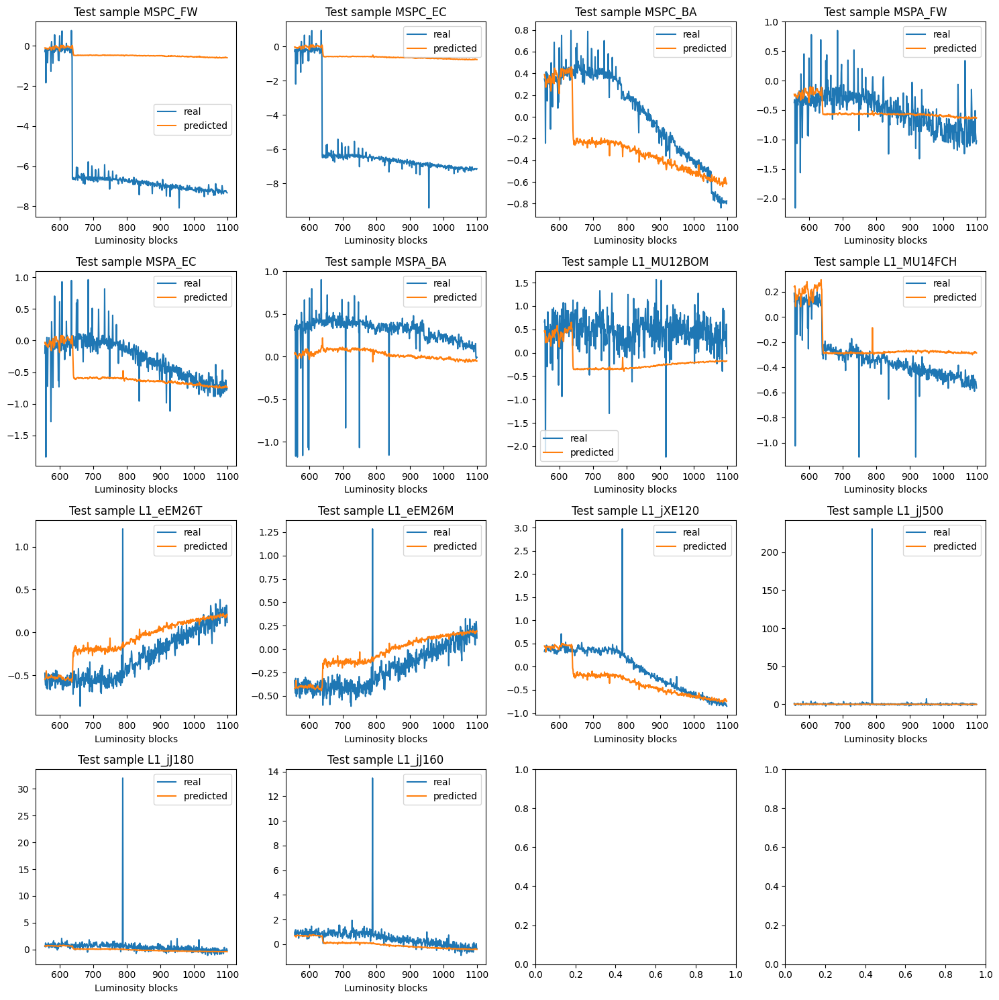 Test sample MSPC_FW
0
−2
−4
−6
−8
real
predicted
600 700 800 900 1000 1100
Luminosity blocks
Test sample MSPC_EC
0
−2
−4
−6
−8
real
predicted
600 700 800 900 1000 1100
Luminosity blocks
Test sample MSPC_BA
0.8
0.6
0.4
0.2
0.0
−0.2
−0.4
−0.6
−0.8
real
predicted
600 700 800 900 1000 1100
Luminosity blocks
Test sample MSPA_FW
1.0
0.5
0.0
−0.5
−1.0
−1.5
−2.0
real
predicted
600 700 800 900 1000 1100
Luminosity blocks
Test sample MSPA_EC
1.0
0.5
0.0
−0.5
−1.0
−1.5
real
predicted
600 700 800 900 1000 1100
Luminosity blocks
Test sample MSPA_BA
1.0
0.5
0.0
−0.5
−1.0
real
predicted
600 700 800 900 1000 1100
Luminosity blocks
Test sample L1_MU12BOM
1.5
1.0
0.5
0.0
−0.5
−1.0
−1.5
−2.0
real
predicted
600 700 800 900 1000 1100
Luminosity blocks
Test sample L1_MU14FCH
0.2
0.0
−0.2
−0.4
−0.6
−0.8
−1.0
real
predicted
600 700 800 900 1000 1100
Luminosity blocks
Test sample L1_eEM26T
1.0
0.5
0.0
−0.5
real
predicted
600 700 800 900 1000 1100
Luminosity blocks
Test sample L1_eEM26M
1.25
1.00
0.75
0.50
0.25
0.00
−0.25
−0.50
real
predicted
600 700 800 900 1000 1100
Luminosity blocks
Test sample L1_jXE120
3.0
2.5
2.0
1.5
1.0
0.5
0.0
−0.5
−1.0
real
predicted
600 700 800 900 1000 1100
Luminosity blocks
Test sample L1_jJ500
200
150
100
50
0
real
predicted
600 700 800 900 1000 1100
Luminosity blocks
Test sample L1_jJ180
30
25
20
15
10
5
0
real
predicted
600 700 800 900 1000 1100
Luminosity blocks
Test sample L1_jJ160
14
12
10
8
6
4
2
0
real
predicted
600 700 800 900 1000 1100
Luminosity blocks
1.0
0.8
0.6
0.4
0.2
0.0
0.0 0.2 0.4 0.6 0.8 1.0
1.0
0.8
0.6
0.4
0.2
0.0
0.0 0.2 0.4 0.6 0.8 1.0